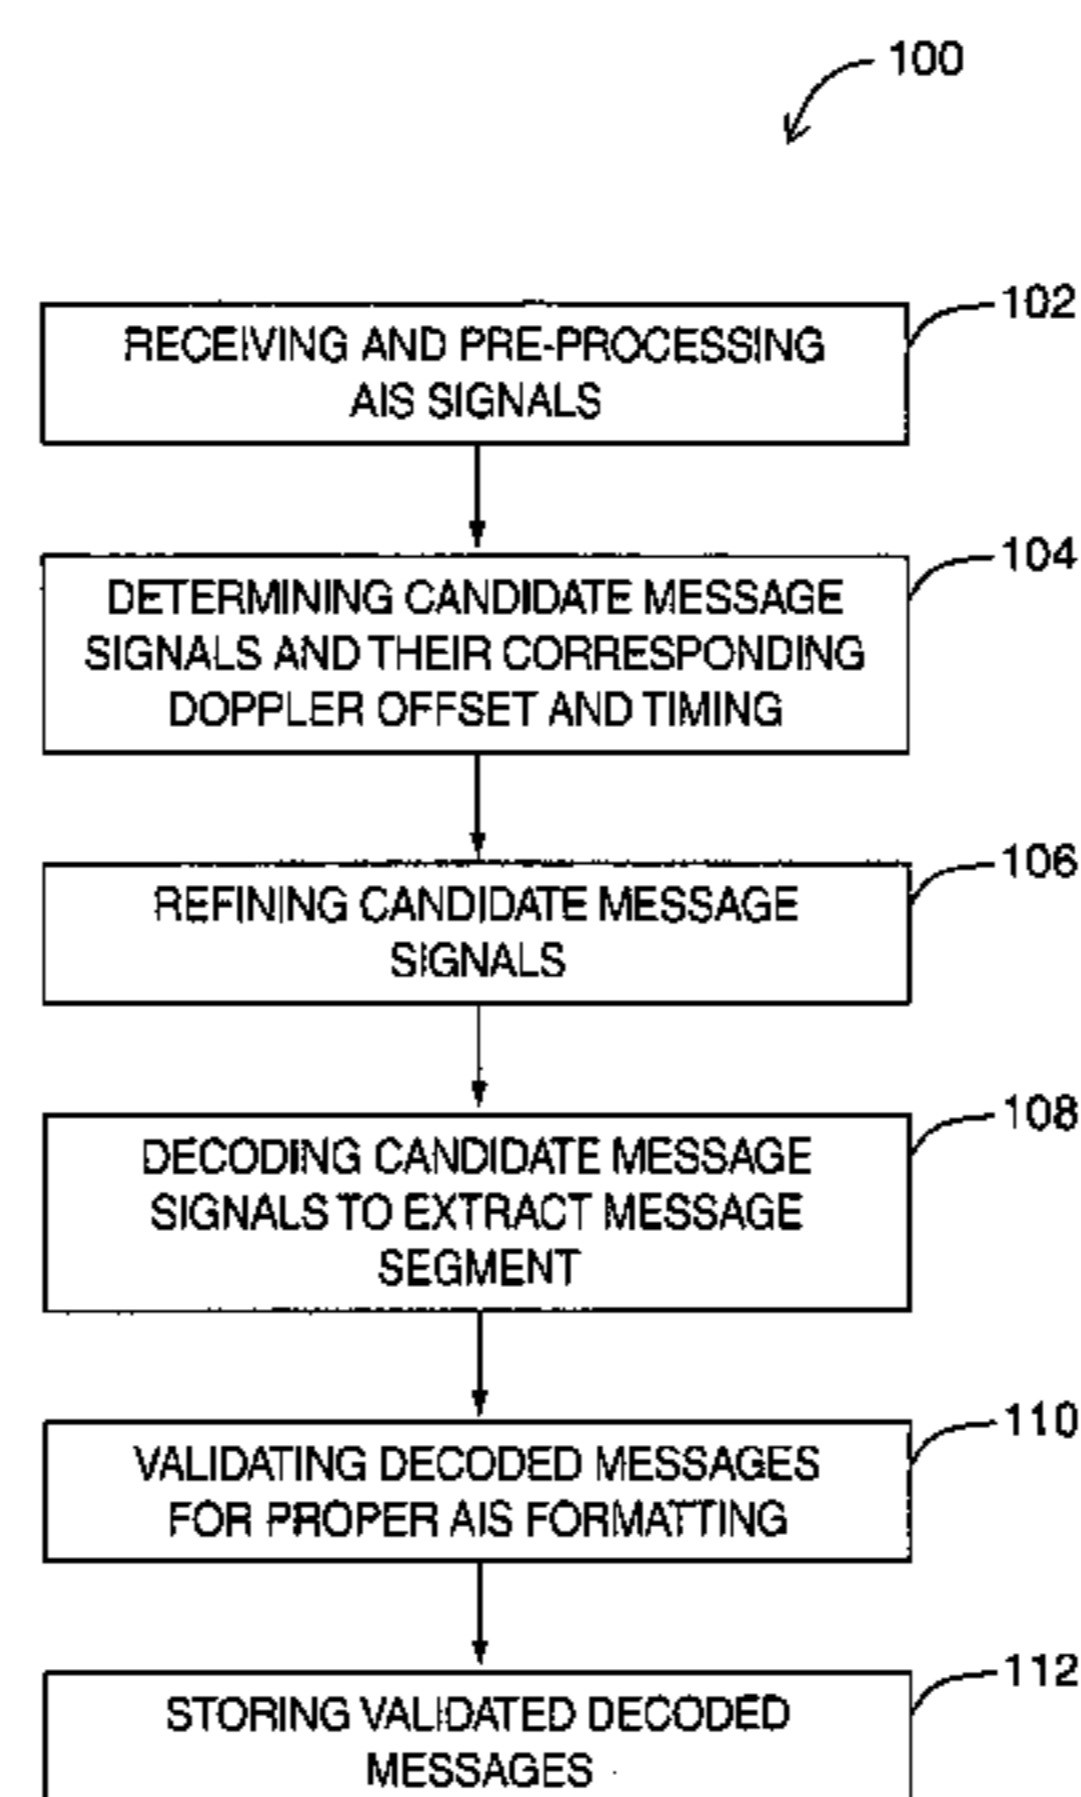 100
102
RECEIVING AND PRE-PROCESSING
AIS SIGNALS
104
DETERMINING CANDIDATE MESSAGE
SIGNALS AND THEIR CORRESPONDING
DOPPLER OFFSET AND TIMING
106
REFINING CANDIDATE MESSAGE
SIGNALS
108
DECODING CANDIDATE MESSAGE
SIGNALS TO EXTRACT MESSAGE
SEGMENT
110
VALIDATING DECODED MESSAGES
FOR PROPER AIS FORMATTING
112
STORING VALIDATED DECODED
MESSAGES